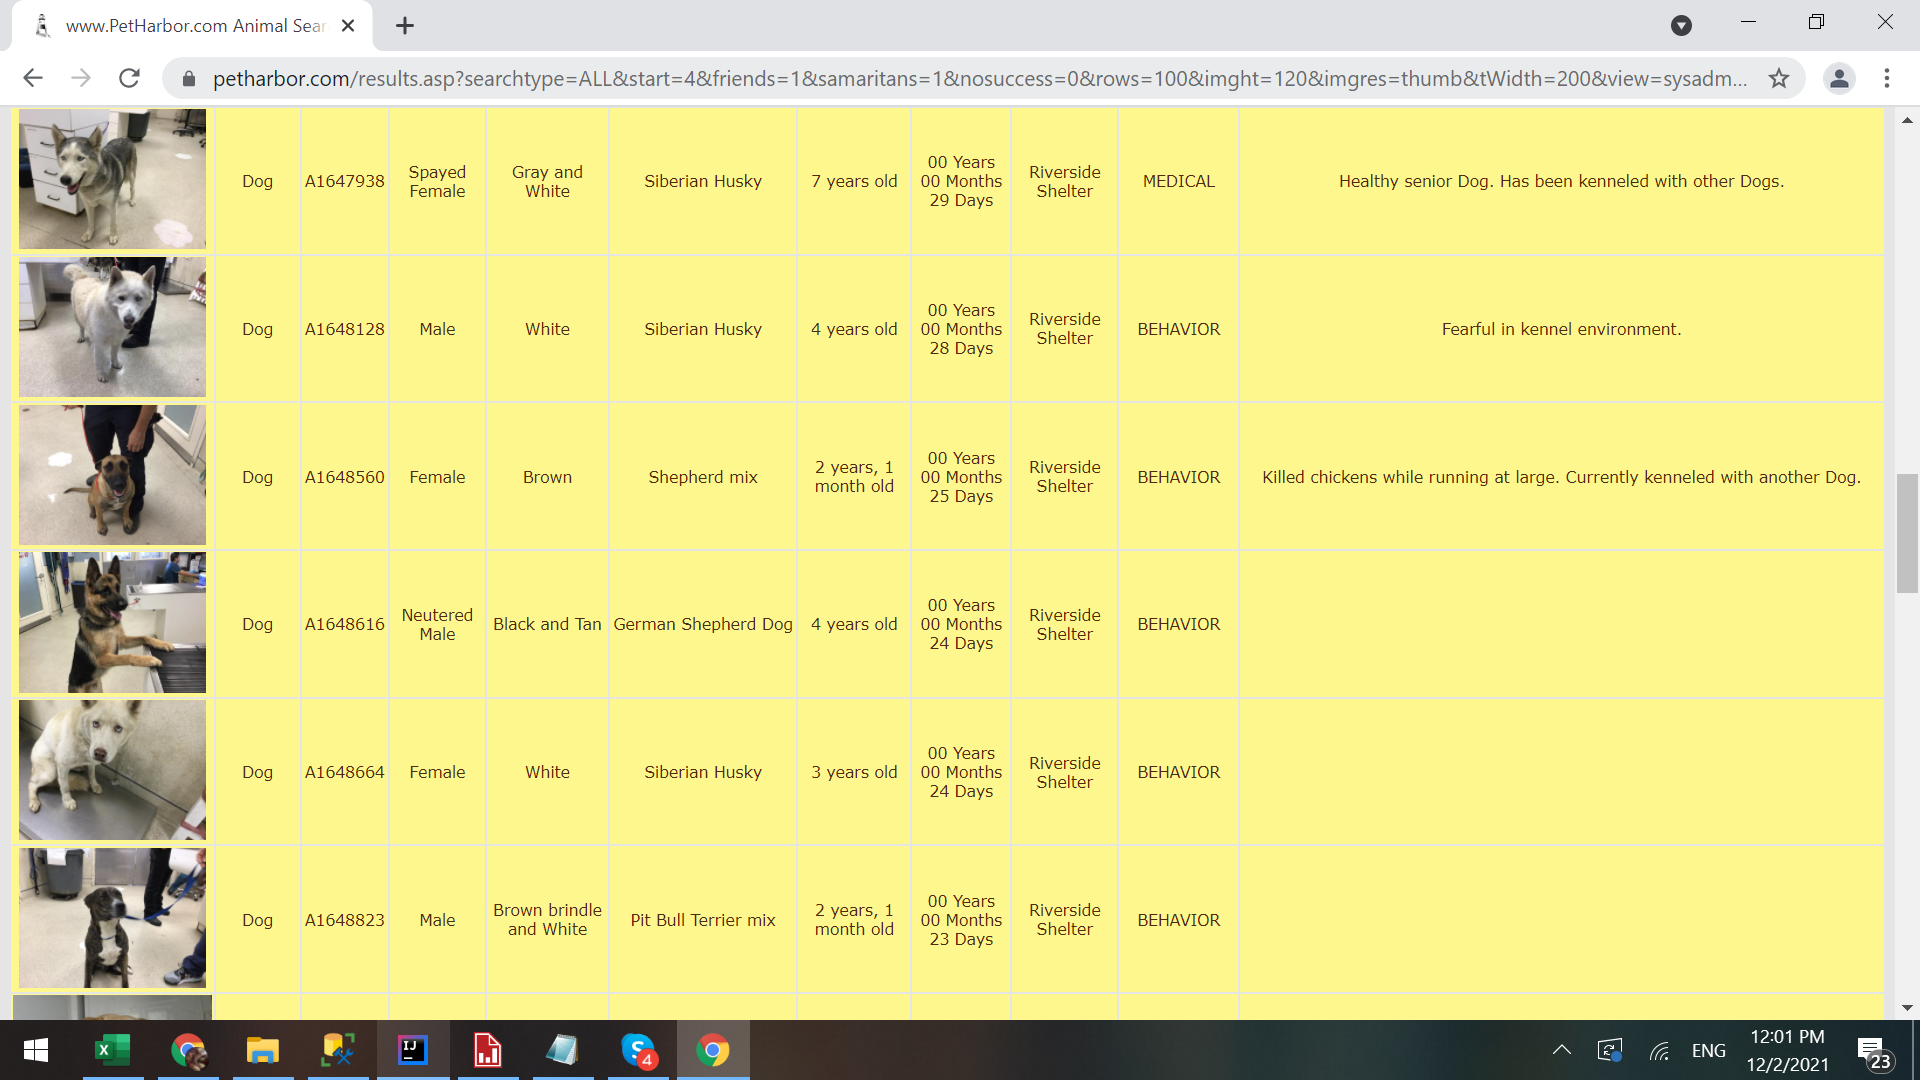 www.PetHarbor.com Animal Sear
petharbor.com/results.asp?searchtype=ALL&start=4&friends=1&samaritans=1&nosuccess=0&rows=100&imght=120&imgres=thumb&tWidth=200&view=sysadm...
Dog
A1647938
Spayed
Female
Gray and
White
Siberian Husky
7 years old
00 Years
00 Months
29 Days
Riverside
Shelter
MEDICAL
Healthy senior Dog. Has been kenneled with other Dogs.
Dog
A1648128
Male
White
Siberian Husky
4 years old
00 Years
00 Months
28 Days
Riverside
Shelter
BEHAVIOR
Fearful in kennel environment.
Dog
A1648560
Female
Brown
Shepherd mix
2 years, 1
month old
00 Years
00 Months
25 Days
Riverside
Shelter
BEHAVIOR
Killed chickens while running at large. Currently kenneled with another Dog.
Dog
A1648616
Neutered
Male
Black and Tan
German Shepherd Dog
4 years old
00 Years
00 Months
24 Days
Riverside
Shelter
BEHAVIOR
Dog
A1648664
Female
White
Siberian Husky
3 years old
00 Years
00 Months
24 Days
Riverside
Shelter
BEHAVIOR
Dog
A1648823
Male
Brown brindle
and White
Pit Bull Terrier mix
2 years, 1
month old
00 Years
00 Months
23 Days
Riverside
Shelter
BEHAVIOR
X
IJ
S
4
ENG
12:01 PM
12/2/2021
23